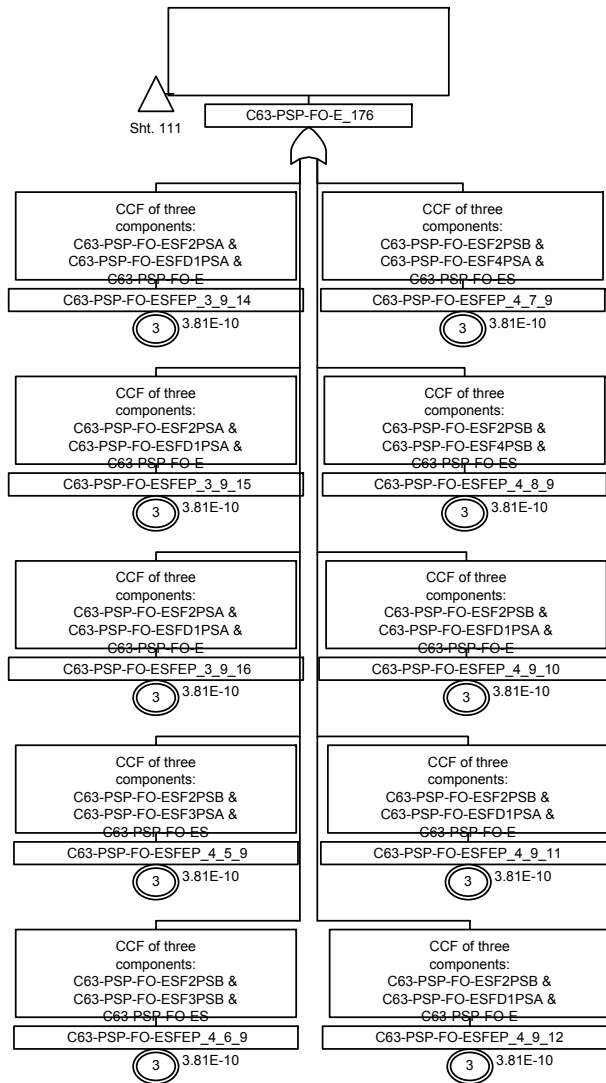 Sht. 111
C63-PSP-FO-E_176
CCF of three
components:
C63-PSP-FO-ESF2PSA &
C63-PSP-FO-ESFD1PSA &
C63-PSP-FO-E
C63-PSP-FO-ESFEP_3_9_14
3
3.81E-10
CCF of three
components:
C63-PSP-FO-ESF2PSB &
C63-PSP-FO-ESF4PSA &
C63-PSP-FO-ES
C63-PSP-FO-ESFEP_4_7_9
3
3.81E-10
CCF of three
components:
C63-PSP-FO-ESF2PSA &
C63-PSP-FO-ESFD1PSA &
C63-PSP-FO-E
C63-PSP-FO-ESFEP_3_9_15
3
3.81E-10
CCF of three
components:
C63-PSP-FO-ESF2PSB &
C63-PSP-FO-ESF4PSB &
C63-PSP-FO-ES
C63-PSP-FO-ESFEP_4_8_9
3
3.81E-10
CCF of three
components:
C63-PSP-FO-ESF2PSA &
C63-PSP-FO-ESFD1PSA &
C63-PSP-FO-E
C63-PSP-FO-ESFEP_3_9_16
3
3.81E-10
CCF of three
components:
C63-PSP-FO-ESF2PSB &
C63-PSP-FO-ESFD1PSA &
C63-PSP-FO-E
C63-PSP-FO-ESFEP_4_9_10
3
3.81E-10
CCF of three
components:
C63-PSP-FO-ESF2PSB &
C63-PSP-FO-ESF3PSA &
C63-PSP-FO-ES
C63-PSP-FO-ESFEP_4_5_9
3
3.81E-10
CCF of three
components:
C63-PSP-FO-ESF2PSB &
C63-PSP-FO-ESFD1PSA &
C63-PSP-FO-E
C63-PSP-FO-ESFEP_4_9_11
3
3.81E-10
CCF of three
components:
C63-PSP-FO-ESF2PSB &
C63-PSP-FO-ESF3PSB &
C63-PSP-FO-ES
C63-PSP-FO-ESFEP_4_6_9
3
3.81E-10
CCF of three
components:
C63-PSP-FO-ESF2PSB &
C63-PSP-FO-ESFD1PSA &
C63-PSP-FO-E
C63-PSP-FO-ESFEP_4_9_12
3
3.81E-10